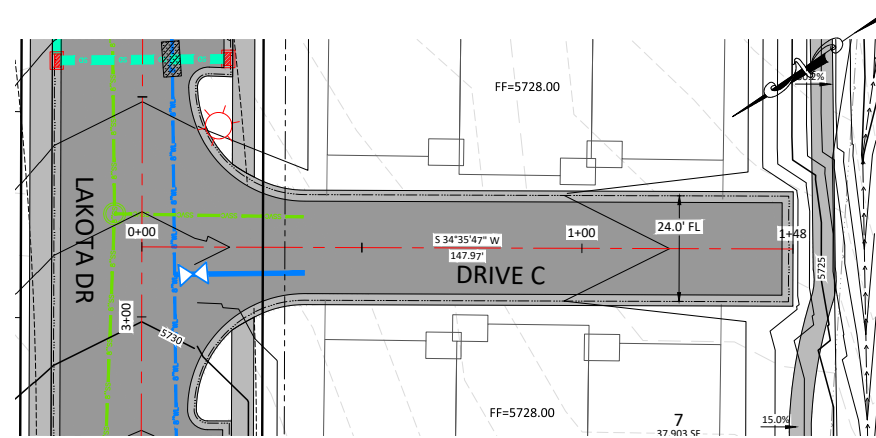 FF=5728.00
LAKOTA DR
0+00
S 34°35'47" W
147.97'
1+00
24.0' FL
1+48
DRIVE C
5725
3+00
5730
FF=5728.00
7
37,903 SF
15.0%